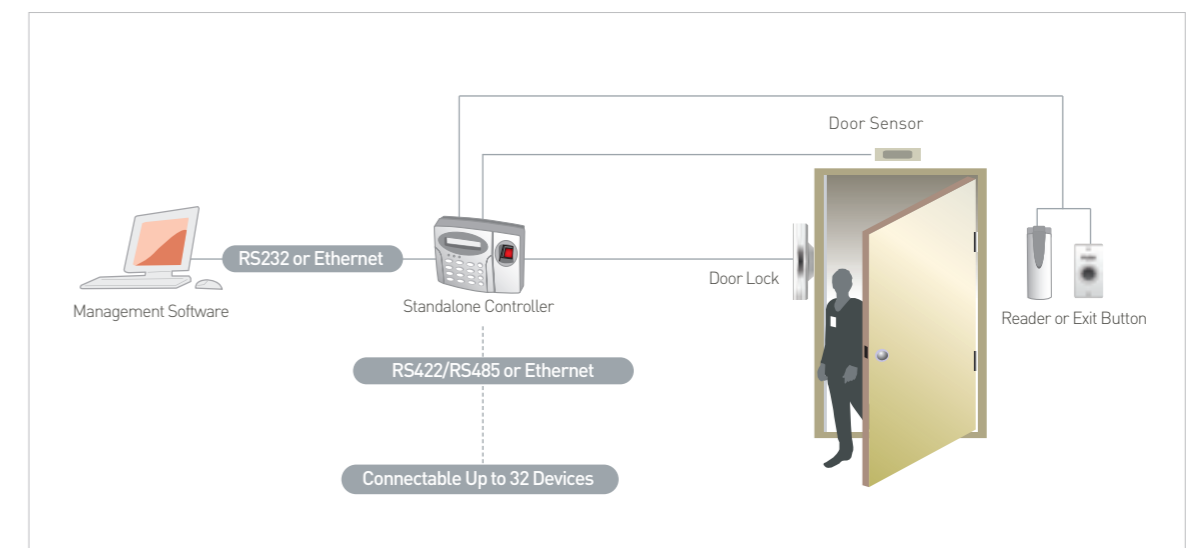 Door Sensor
RS232 or Ethernet
Door Lock
Management Software
Standalone Controller
Reader or Exit Button
RS422/RS485 or Ethernet
Connectable Up to 32 Devices